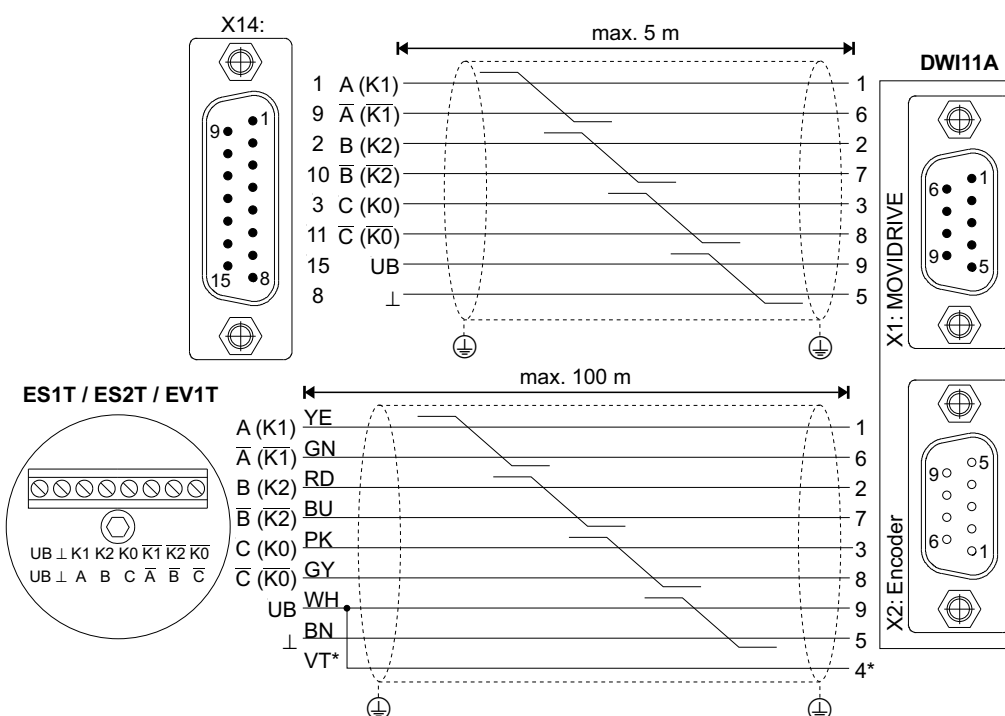 X14:
max. 5 m
DWI11A
1 A (K1) 1
9 A̅ (K̅1̅) 6
2 B (K2) 2
10 B̅ (K̅2̅) 7
3 C (K0) 3
11 C̅ (K̅0̅) 8
15 UB 9
8 ⊥ 5
9 1
15 8
6 1
9 5
X1: MOVIDRIVE
ES1T / ES2T / EV1T
max. 100 m
A (K1) YE 1
A̅ (K̅1̅) GN 6
B (K2) RD 2
B̅ (K̅2̅) BU 7
C (K0) PK 3
C̅ (K̅0̅) GY 8
UB WH 9
⊥ BN 5
VT* 4*
UB ⊥ K1 K2 K0 K̅1̅ K̅2̅ K̅0̅
UB ⊥ A B C A̅ B̅ C̅
9 5
6 1
X2: Encoder